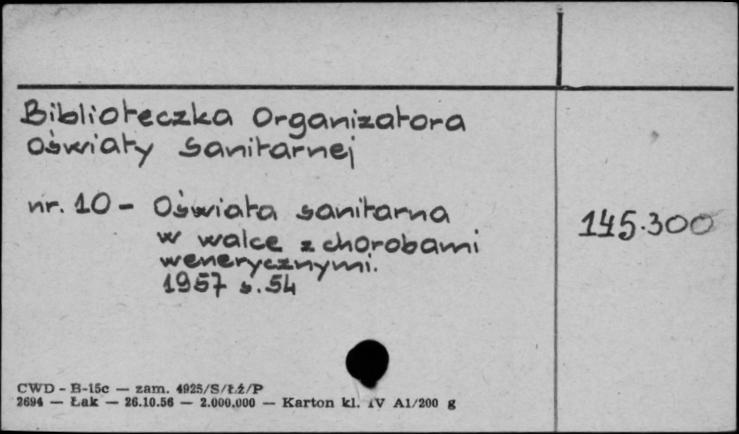 Biblioteczka Organizatora
Oświaty Sanitarnej
nr. 10 - Oświata sanitarna
w walce z chorobami
wenerycznymi.
1957 s. 54
145.300
CWD - B-15c — zam. 4925/S/Łż/P
2694 — Łak — 26.10.56 — 2.000.000 — Karton kl. IV A1/200 g